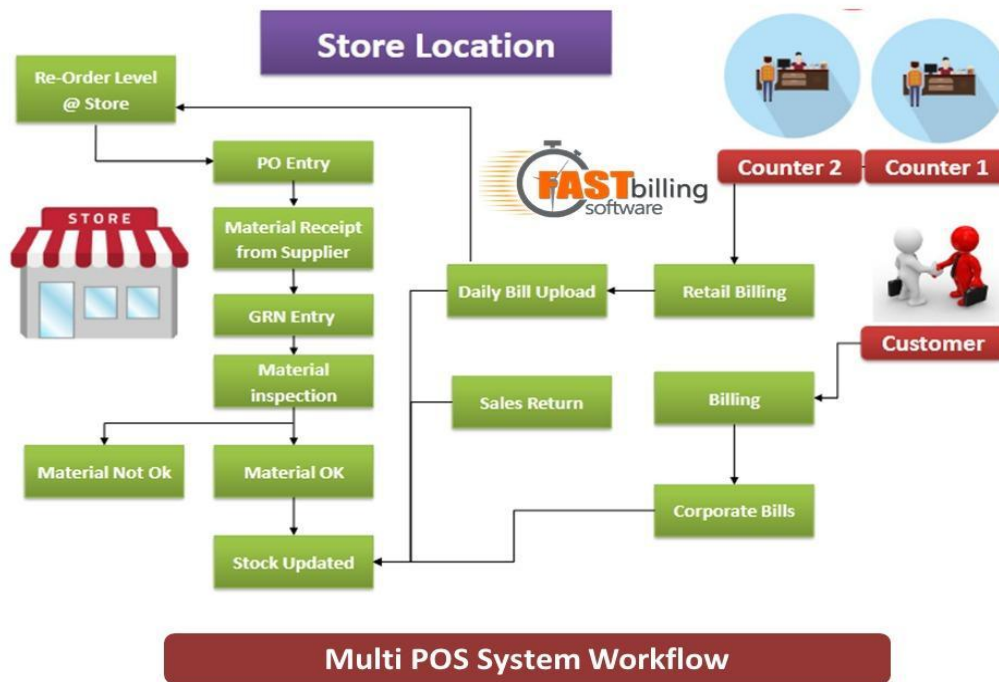 Store Location
Re-Order Level
@ Store
PO Entry
Counter 2
Counter 1
FAST billing
software
STORE
Material Receipt
from Supplier
Daily Bill Upload
Retail Billing
GRN Entry
Customer
Material
inspection
Sales Return
Billing
Material Not Ok
Material OK
Corporate Bills
Stock Updated
Multi POS System Workflow